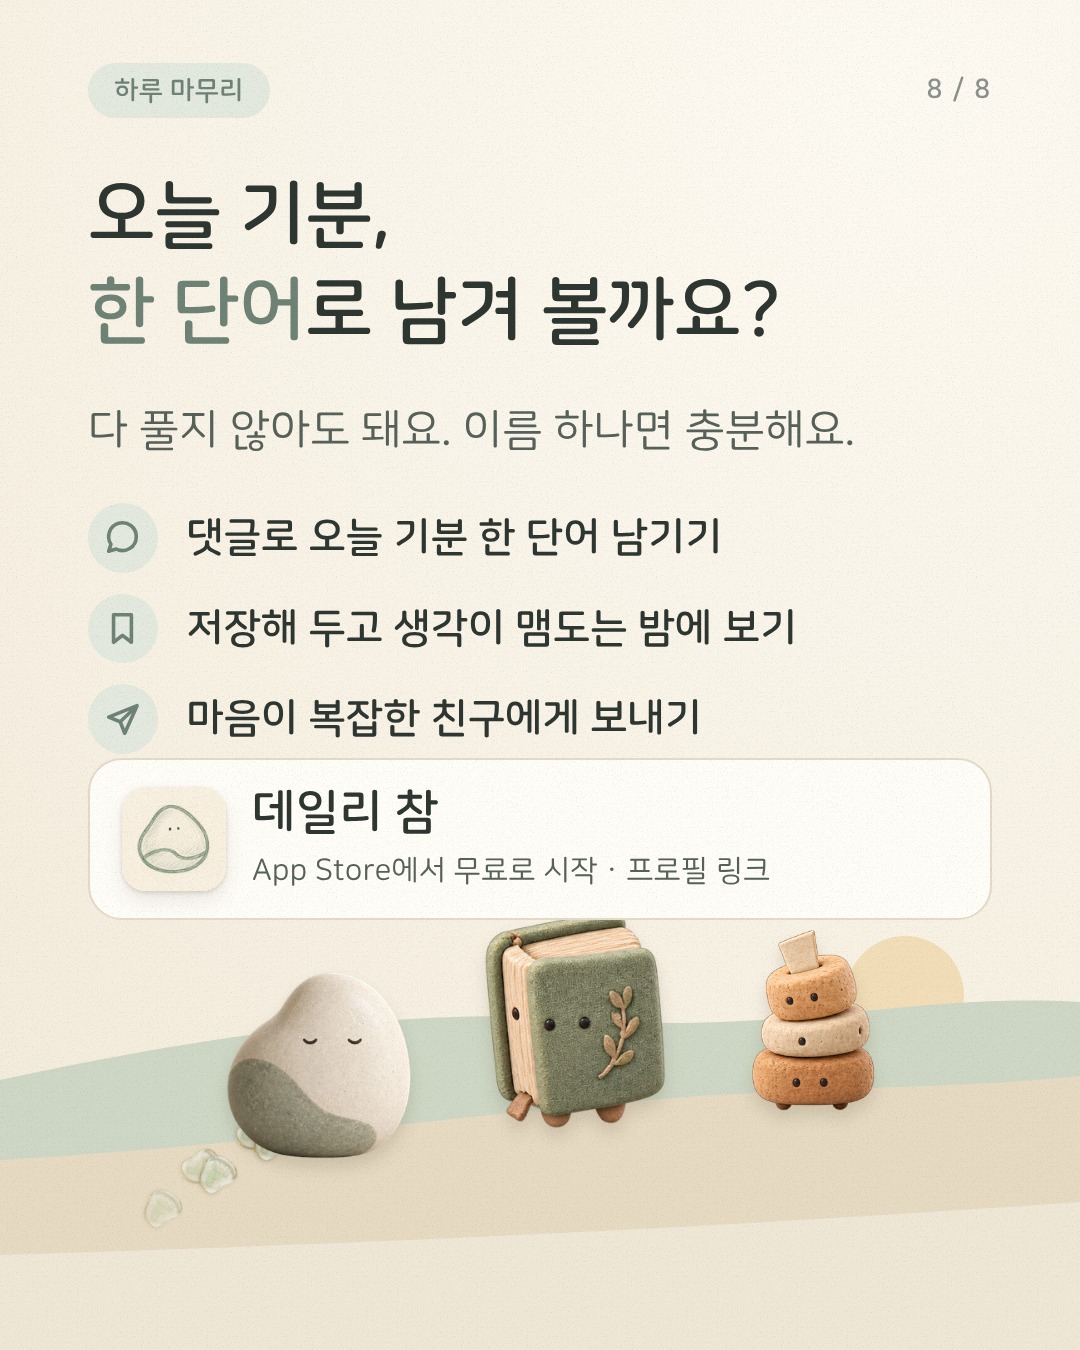 하루 마무리
8 / 8
오늘 기분,
한 단어로 남겨 볼까요?
다 풀지 않아도 돼요. 이름 하나면 충분해요.
댓글로 오늘 기분 한 단어 남기기
저장해 두고 생각이 맴도는 밤에 보기
마음이 복잡한 친구에게 보내기
데일리 참
App Store에서 무료로 시작 · 프로필 링크